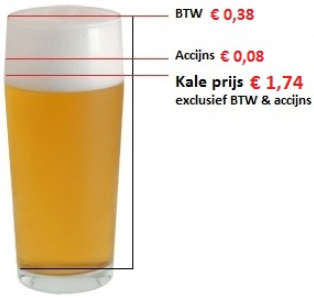 BTW € 0,38
Accijns € 0,08
Kale prijs € 1,74
exclusief BTW & accijns